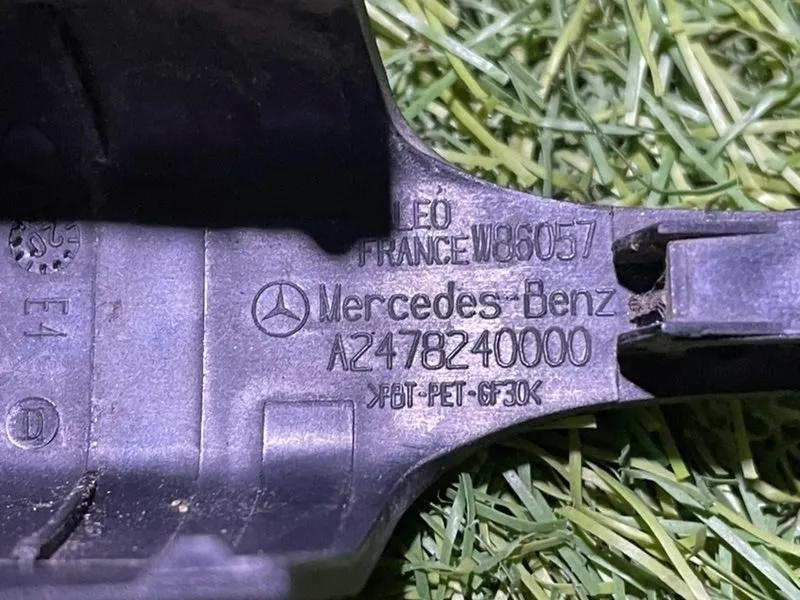 LEO
FRANCE W86057
Mercedes-Benz
A2478240000
>PBT-PET-GF30<
E4
D